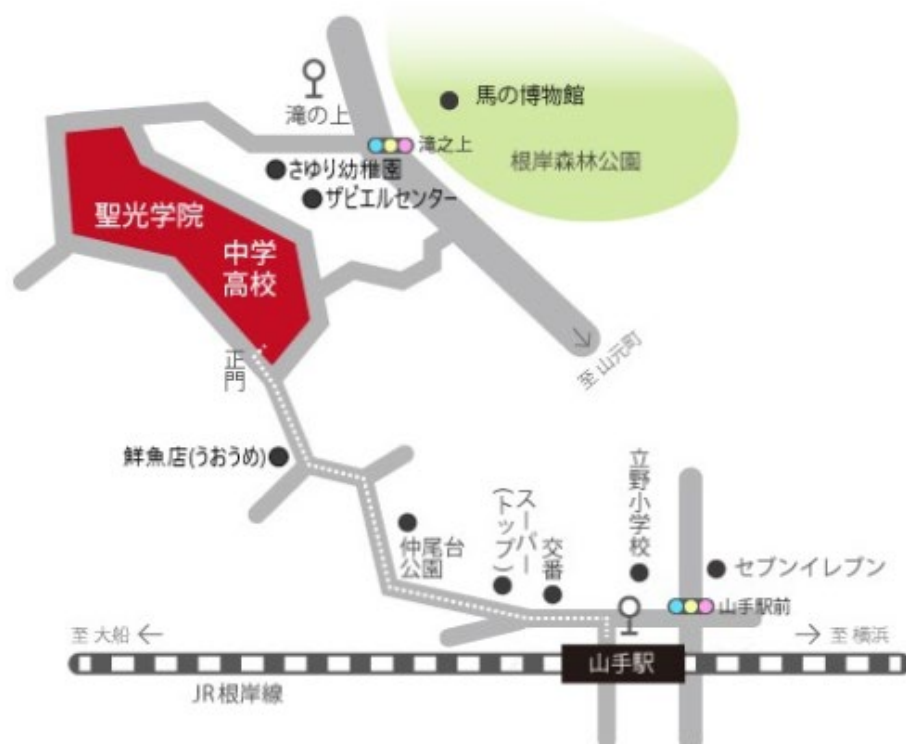 滝の上
馬の博物館
滝之上
根岸森林公園
さゆり幼稚園
ザビエルセンター
聖光学院
中学
高校
至 山元町
正門
鮮魚店(うおうめ)
仲尾台
公園
スーパー
(トップ)
交番
立野小学校
セブンイレブン
山手駅前
至 大船
至 横浜
山手駅
JR根岸線